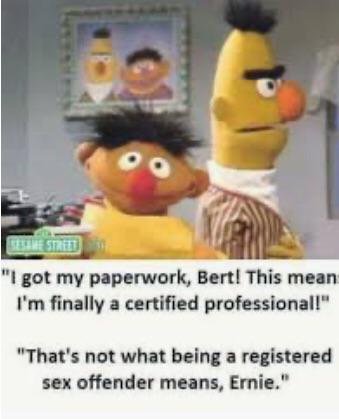 SESAME STREET
"I got my paperwork, Bert! This mean
I'm finally a certified professional!"
"That's not what being a registered
sex offender means, Ernie."